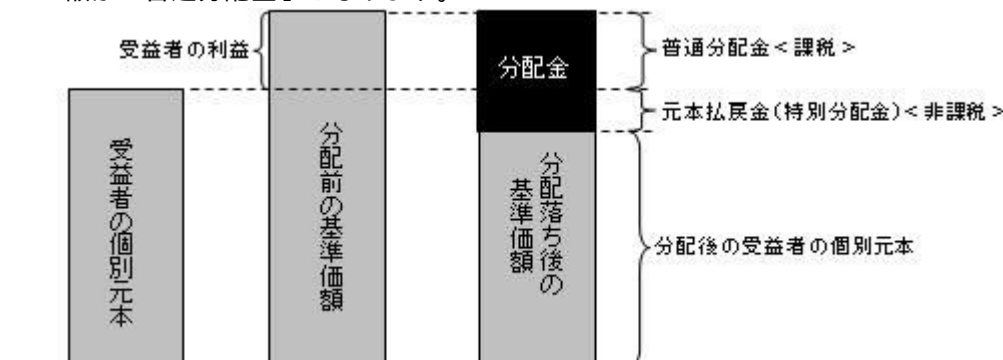 受益者の利益
分配金
普通分配金<課税>
元本払戻金(特別分配金)<非課税>
受益者の個別元本
分配前の基準価額
分配落ち後の
基準価額
分配後の受益者の個別元本